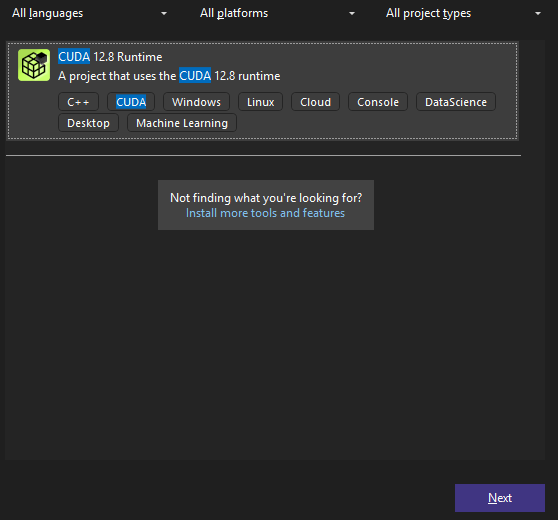 All languages
All platforms
All project types
CUDA 12.8 Runtime
A project that uses the CUDA 12.8 runtime
C++ CUDA Windows Linux Cloud Console DataScience
Desktop Machine Learning
Not finding what you're looking for?
Install more tools and features
Next